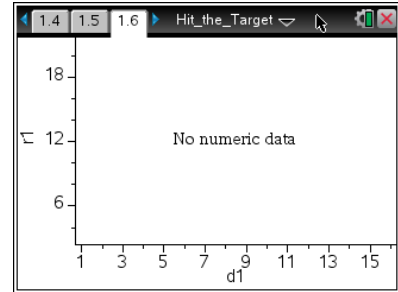 1.4 1.5 1.6 Hit_the_Target
18
r1
12
No numeric data
6
1 3 5 7 9 11 13 15
d1